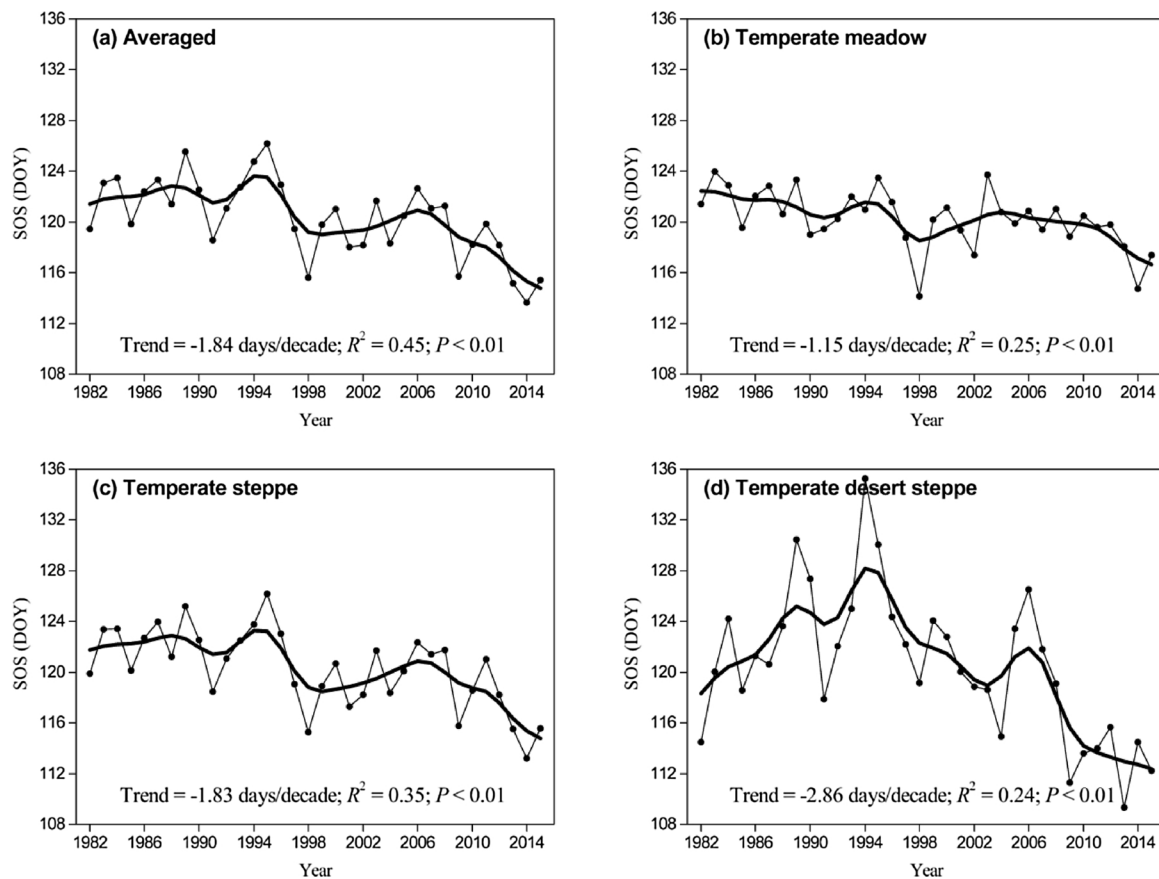 (a) Averaged
136
132
128
124
120
116
112
108
SOS (DOY)
Trend = -1.84 days/decade; R² = 0.45; P < 0.01
1982 1986 1990 1994 1998 2002 2006 2010 2014
Year
(b) Temperate meadow
136
132
128
124
120
116
112
108
SOS (DOY)
Trend = -1.15 days/decade; R² = 0.25; P < 0.01
1982 1986 1990 1994 1998 2002 2006 2010 2014
Year
(c) Temperate steppe
136
132
128
124
120
116
112
108
SOS (DOY)
Trend = -1.83 days/decade; R² = 0.35; P < 0.01
1982 1986 1990 1994 1998 2002 2006 2010 2014
Year
(d) Temperate desert steppe
136
132
128
124
120
116
112
108
SOS (DOY)
Trend = -2.86 days/decade; R² = 0.24; P < 0.01
1982 1986 1990 1994 1998 2002 2006 2010 2014
Year